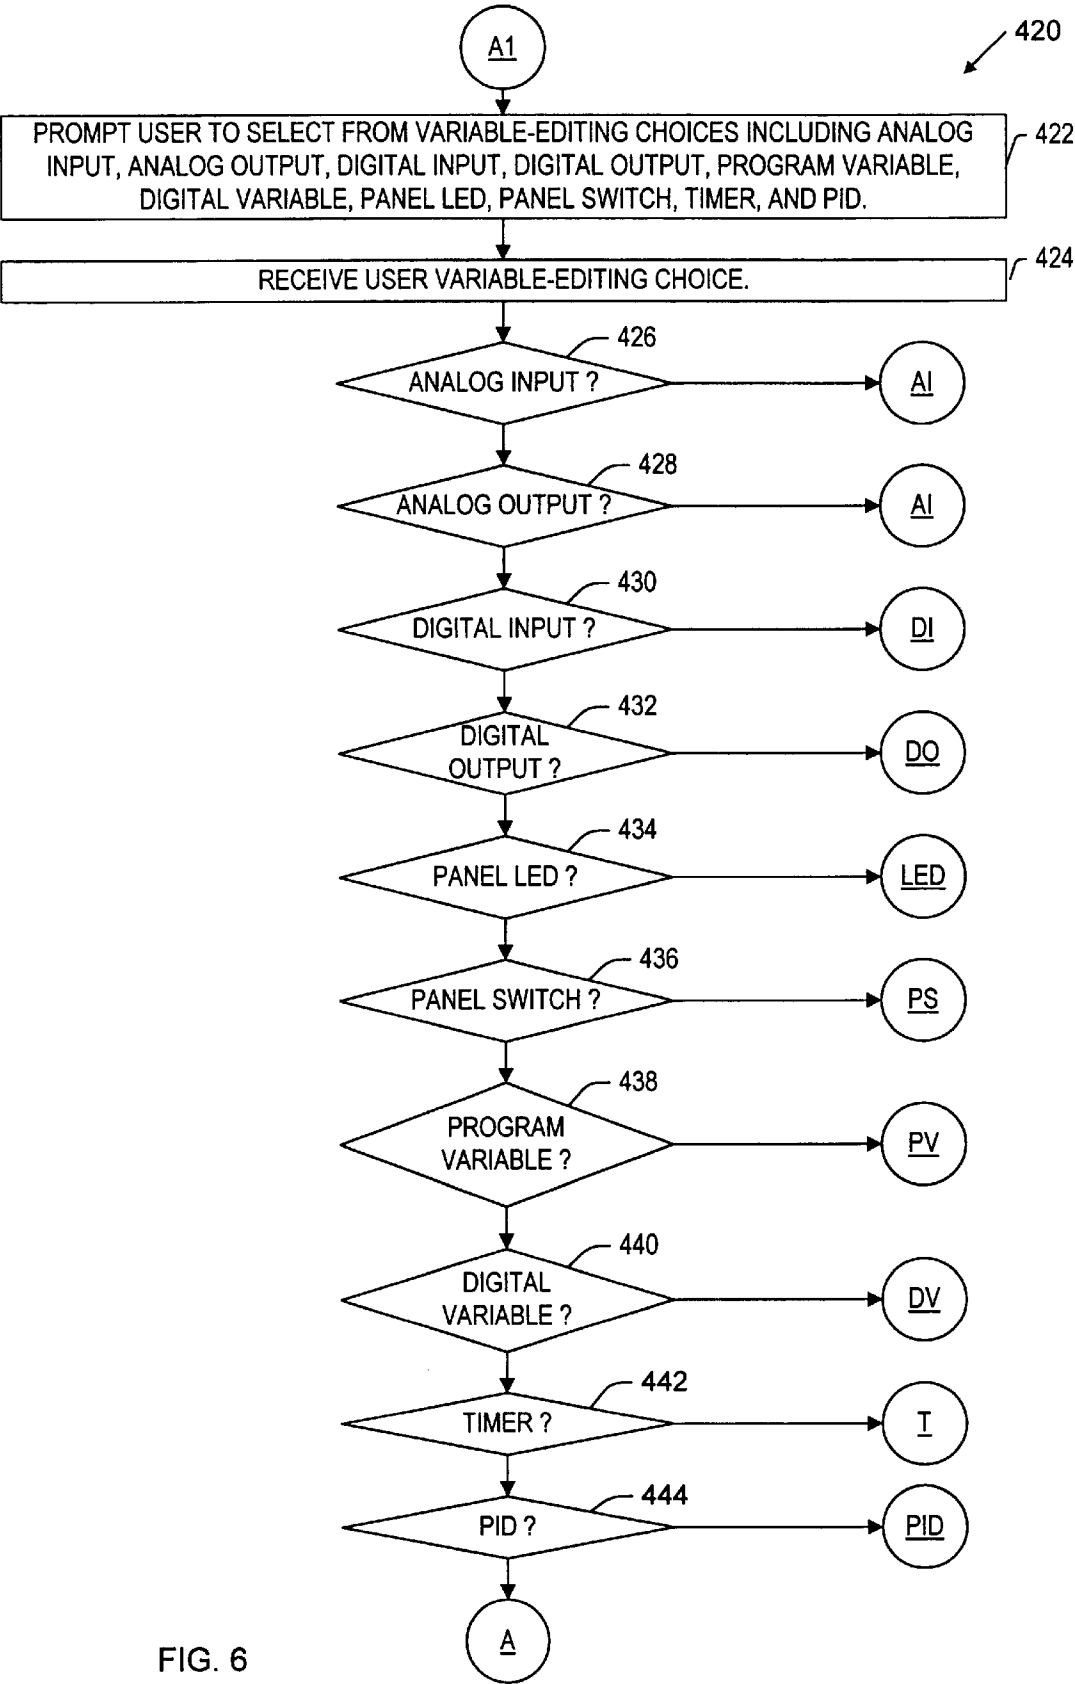 A1
420
PROMPT USER TO SELECT FROM VARIABLE-EDITING CHOICES INCLUDING ANALOG
INPUT, ANALOG OUTPUT, DIGITAL INPUT, DIGITAL OUTPUT, PROGRAM VARIABLE,
DIGITAL VARIABLE, PANEL LED, PANEL SWITCH, TIMER, AND PID.
422
RECEIVE USER VARIABLE-EDITING CHOICE.
424
426
ANALOG INPUT ?
AI
428
ANALOG OUTPUT ?
AI
430
DIGITAL INPUT ?
DI
432
DIGITAL
OUTPUT ?
DO
434
PANEL LED ?
LED
436
PANEL SWITCH ?
PS
438
PROGRAM
VARIABLE ?
PV
440
DIGITAL
VARIABLE ?
DV
442
TIMER ?
T
444
PID ?
PID
A
FIG. 6